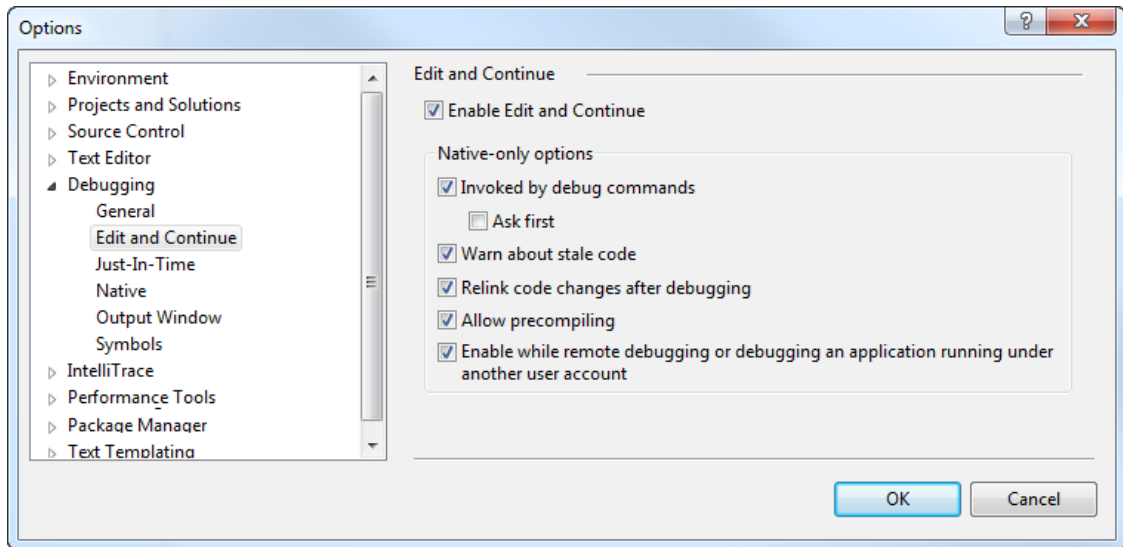 Options
Environment
Projects and Solutions
Source Control
Text Editor
Debugging
General
Edit and Continue
Just-In-Time
Native
Output Window
Symbols
IntelliTrace
Performance Tools
Package Manager
Text Templating
Edit and Continue
Enable Edit and Continue
Native-only options
Invoked by debug commands
Ask first
Warn about stale code
Relink code changes after debugging
Allow precompiling
Enable while remote debugging or debugging an application running under
another user account
OK
Cancel